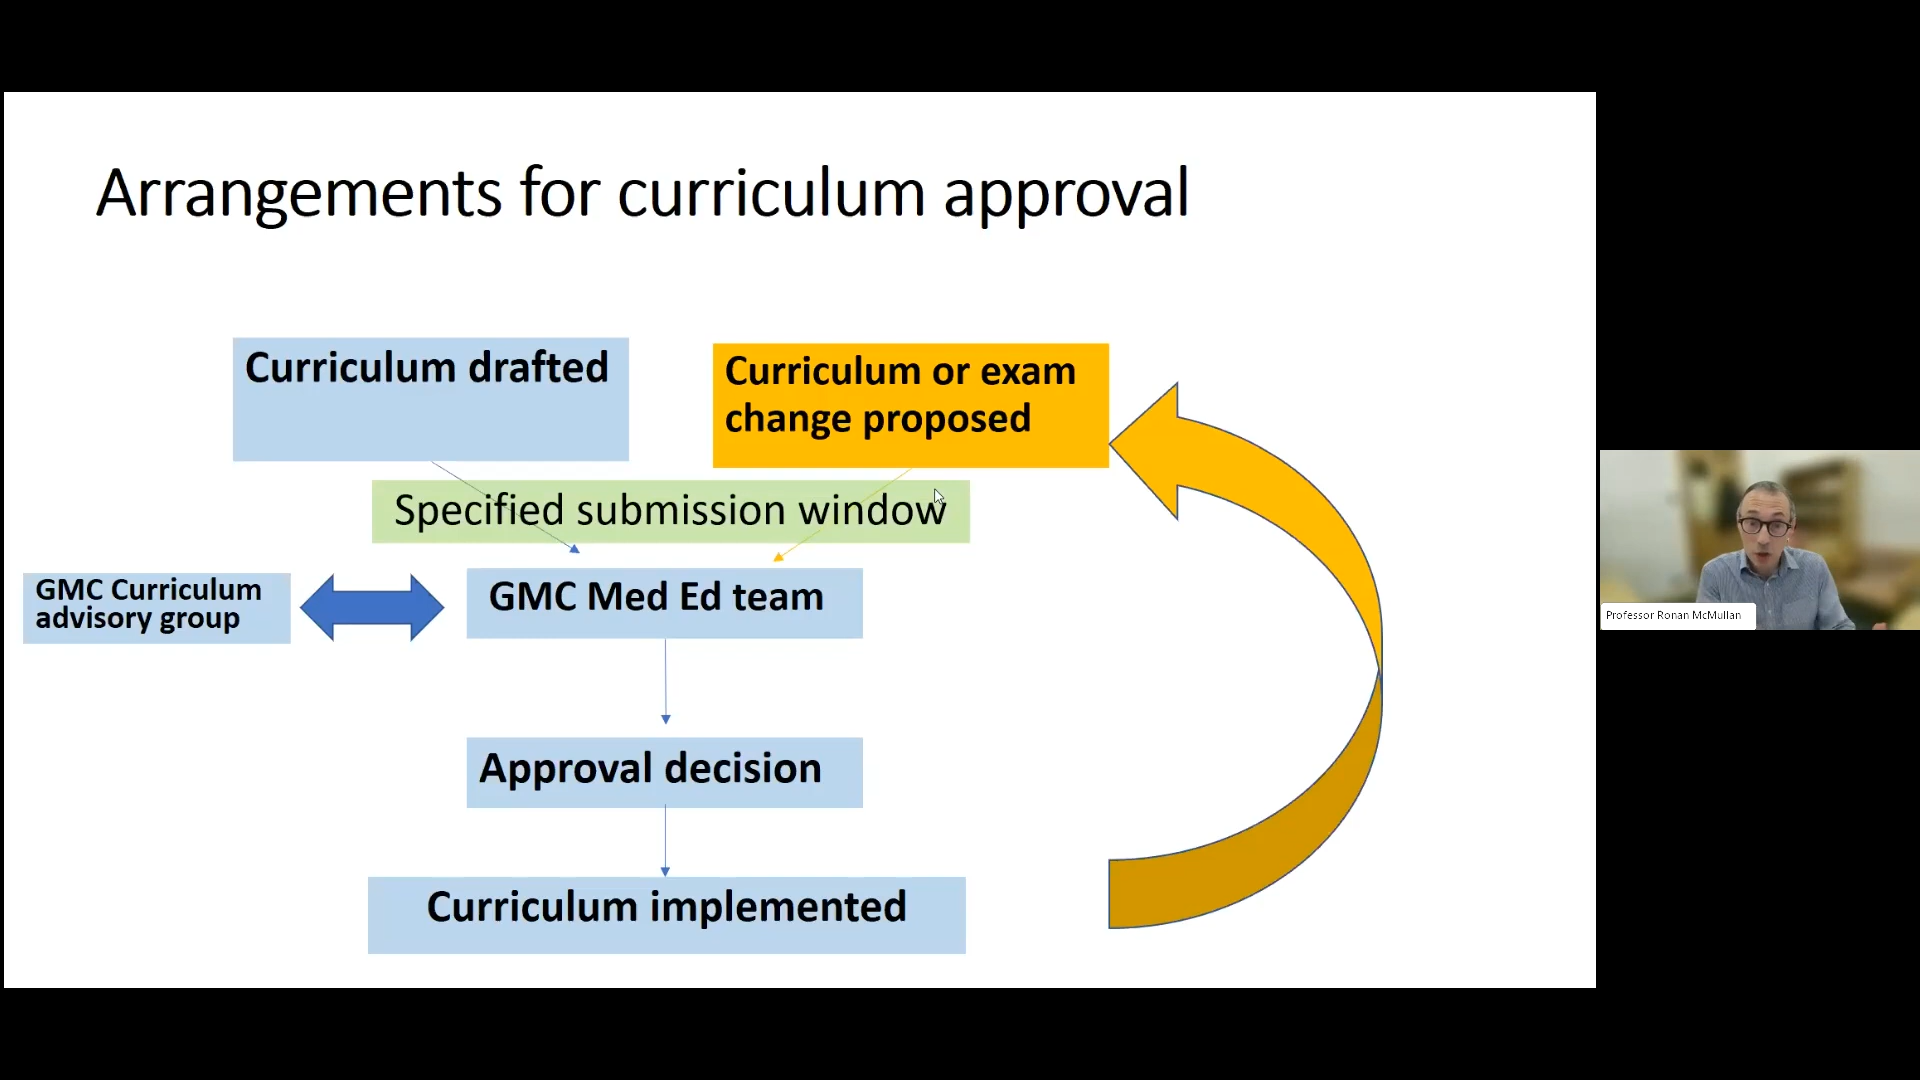 Arrangements for curriculum approval
Curriculum drafted
Curriculum or exam
change proposed
Specified submission window
GMC Curriculum
advisory group
GMC Med Ed team
Approval decision
Curriculum implemented
Professor Ronan McMullan